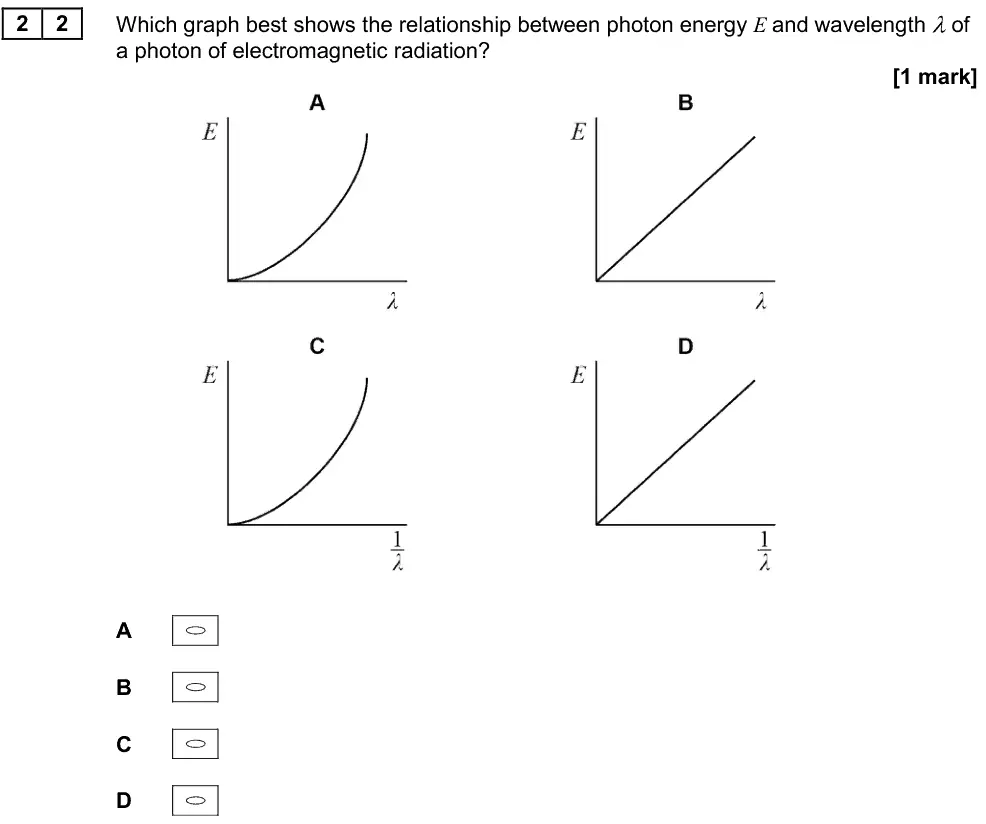 2 2 Which graph best shows the relationship between photon energy E and wavelength λ of
a photon of electromagnetic radiation?
[1 mark]
A
E
λ
B
E
λ
C
E
1/λ
D
E
1/λ
A
B
C
D